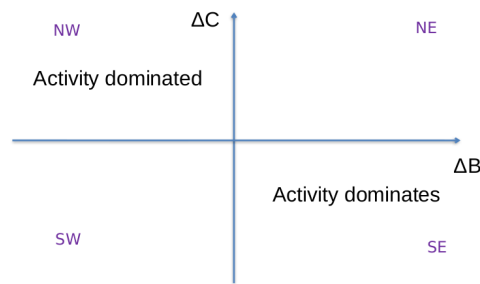 NW
ΔC
NE
Activity dominated
ΔB
Activity dominates
SW
SE